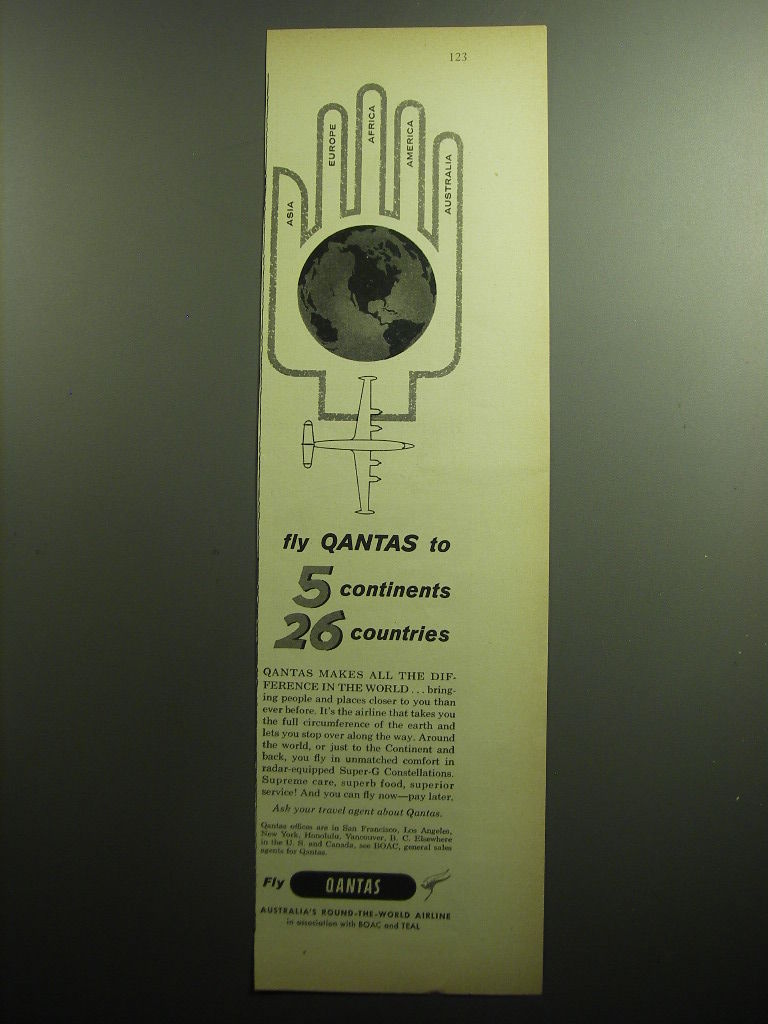 123
ASIA
EUROPE
AFRICA
AMERICA
AUSTRALIA
fly QANTAS to
5 continents
26 countries
QANTAS MAKES ALL THE DIF-
FERENCE IN THE WORLD . . . bring-
ing people and places closer to you than
ever before. It's the airline that takes you
the full circumference of the earth and
lets you stop over along the way. Around
the world, or just to the Continent and
back, you fly in unmatched comfort in
radar-equipped Super-G Constellations.
Supreme care, superb food, superior
service! And you can fly now—pay later.
Ask your travel agent about Qantas.
Qantas offices are in San Francisco, Los Angeles,
New York, Honolulu, Vancouver, B. C. Elsewhere
in the U. S. and Canada, see BOAC, general sales
agents for Qantas.
Fly QANTAS
AUSTRALIA'S ROUND-THE-WORLD AIRLINE
in association with BOAC and TEAL